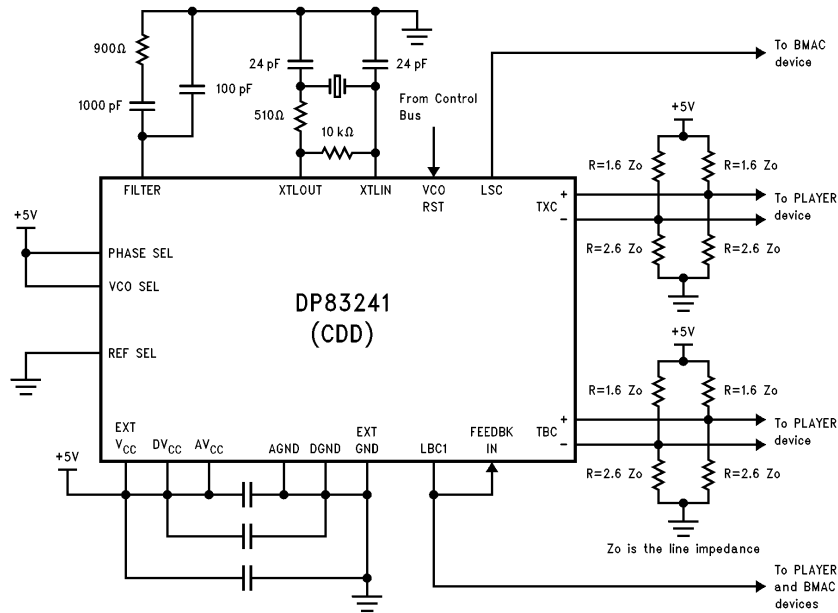 900Ω
1000 pF
100 pF
24 pF
24 pF
510Ω
10 kΩ
From Control
Bus
To BMAC
device
FILTER
XTLOUT
XTLIN
VCO
RST
LSC
+5V
PHASE SEL
VCO SEL
REF SEL
DP83241
(CDD)
TXC
+
−
+5V
R=1.6 Zo
R=1.6 Zo
To PLAYER
device
R=2.6 Zo
R=2.6 Zo
TBC
+
−
+5V
R=1.6 Zo
R=1.6 Zo
To PLAYER
device
R=2.6 Zo
R=2.6 Zo
Zo is the line impedance
EXT
VCC
DVCC
AVCC
AGND
DGND
EXT
GND
LBC1
FEEDBK
IN
+5V
To PLAYER
and BMAC
devices